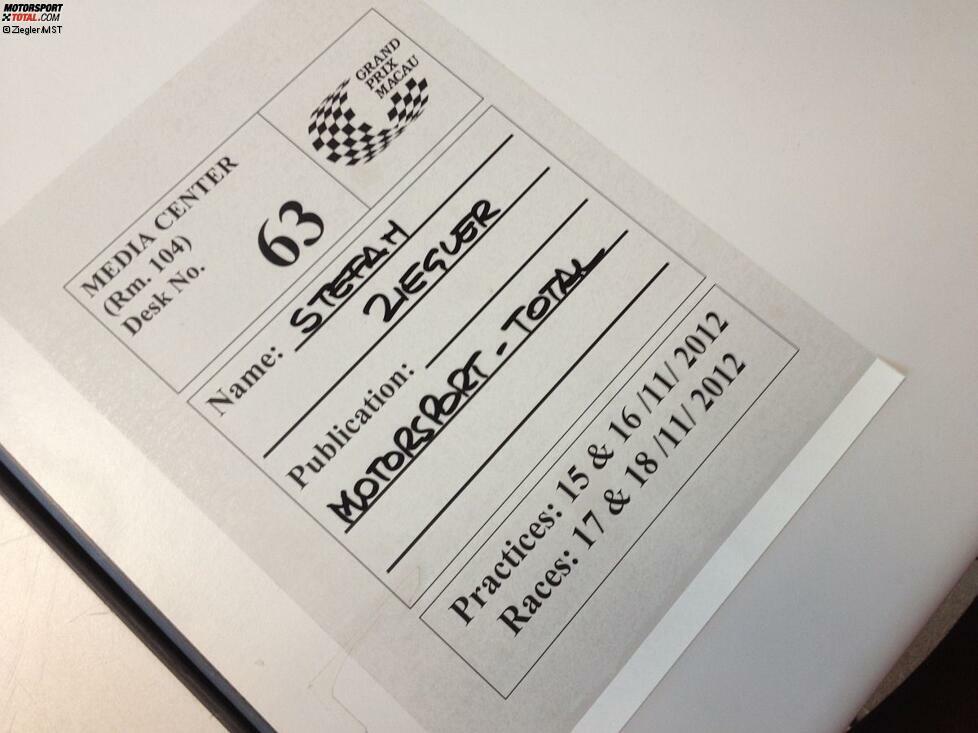 MOTORSPORT
TOTAL.COM
©Ziegler/MST
GRAND
PRIX
MACAU
MEDIA CENTER
(Rm. 104)
Desk No.
63
Name: STEFAN
ZIEGLER
Publication:
MOTORSPORT - TOTAL
Practices: 15 & 16 /11/ 2012
Races: 17 & 18 /11/ 2012